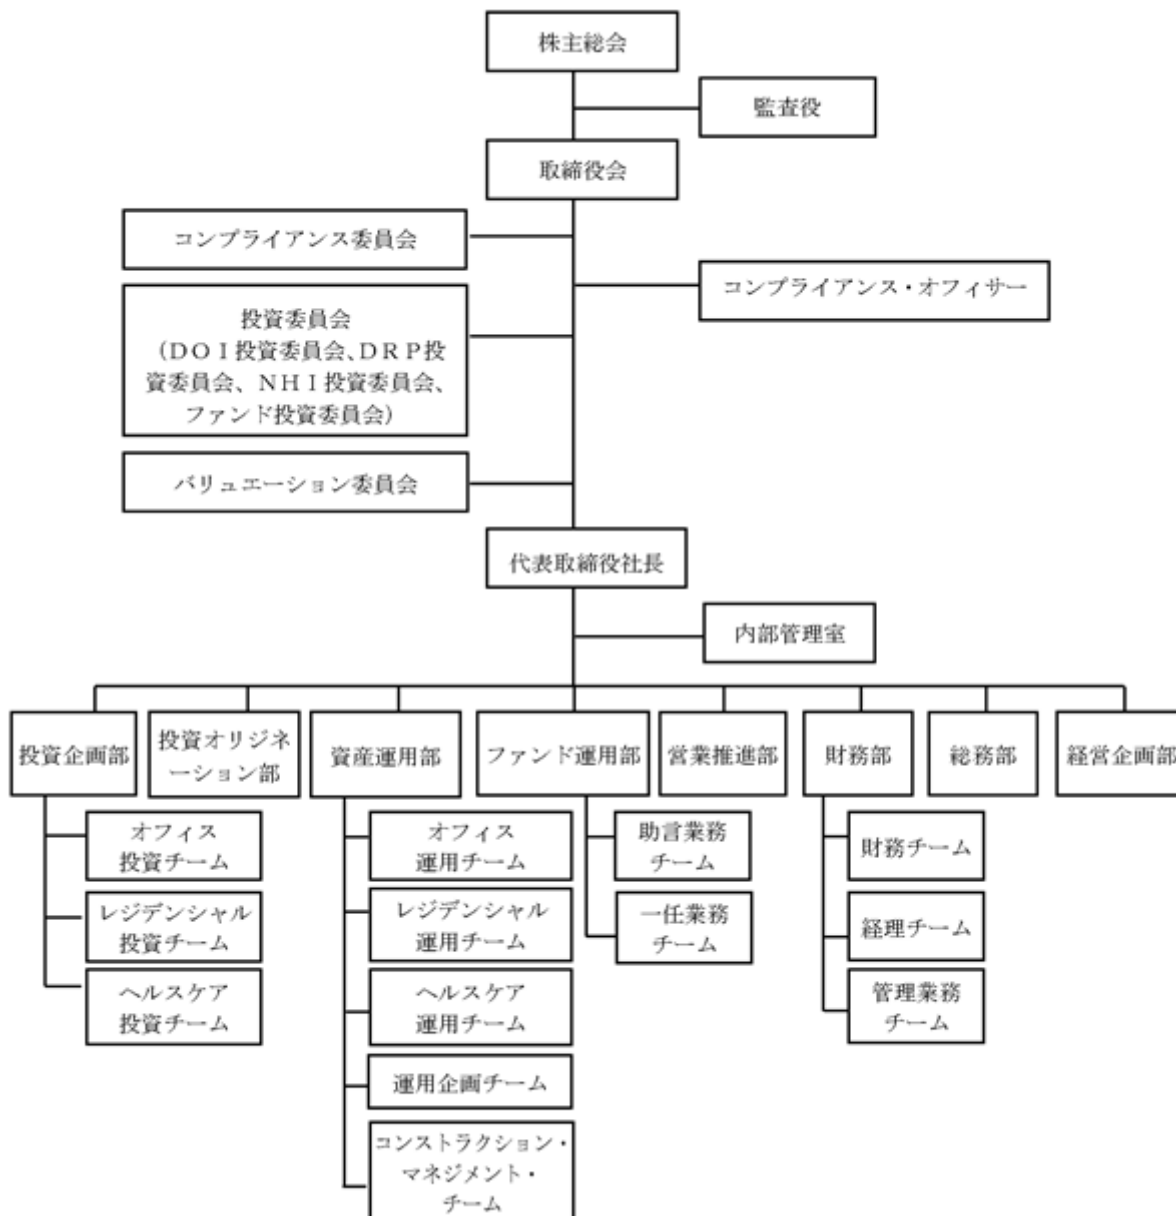 株主総会
監査役
取締役会
コンプライアンス委員会
コンプライアンス・オフィサー
投資委員会
（ＤＯＩ投資委員会、ＤＲＰ投
資委員会、ＮＨＩ投資委員会、
ファンド投資委員会）
バリュエーション委員会
代表取締役社長
内部管理室
投資企画部
投資オリジネ
ーション部
資産運用部
ファンド運用部
営業推進部
財務部
総務部
経営企画部
オフィス
投資チーム
レジデンシャル
投資チーム
ヘルスケア
投資チーム
オフィス
運用チーム
レジデンシャル
運用チーム
ヘルスケア
運用チーム
運用企画チーム
コンストラクション・
マネジメント・
チーム
助言業務
チーム
一任業務
チーム
財務チーム
経理チーム
管理業務
チーム